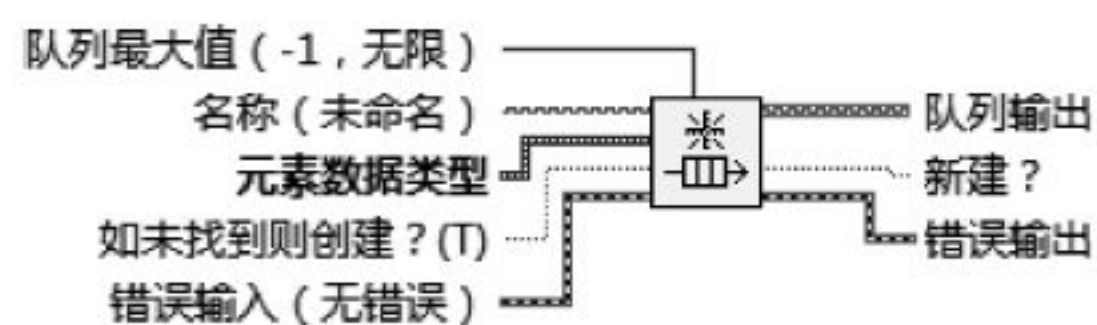 队列最大值（-1，无限）
名称（未命名）
元素数据类型
如未找到则创建？(T)
错误输入（无错误）
队列输出
新建？
错误输出